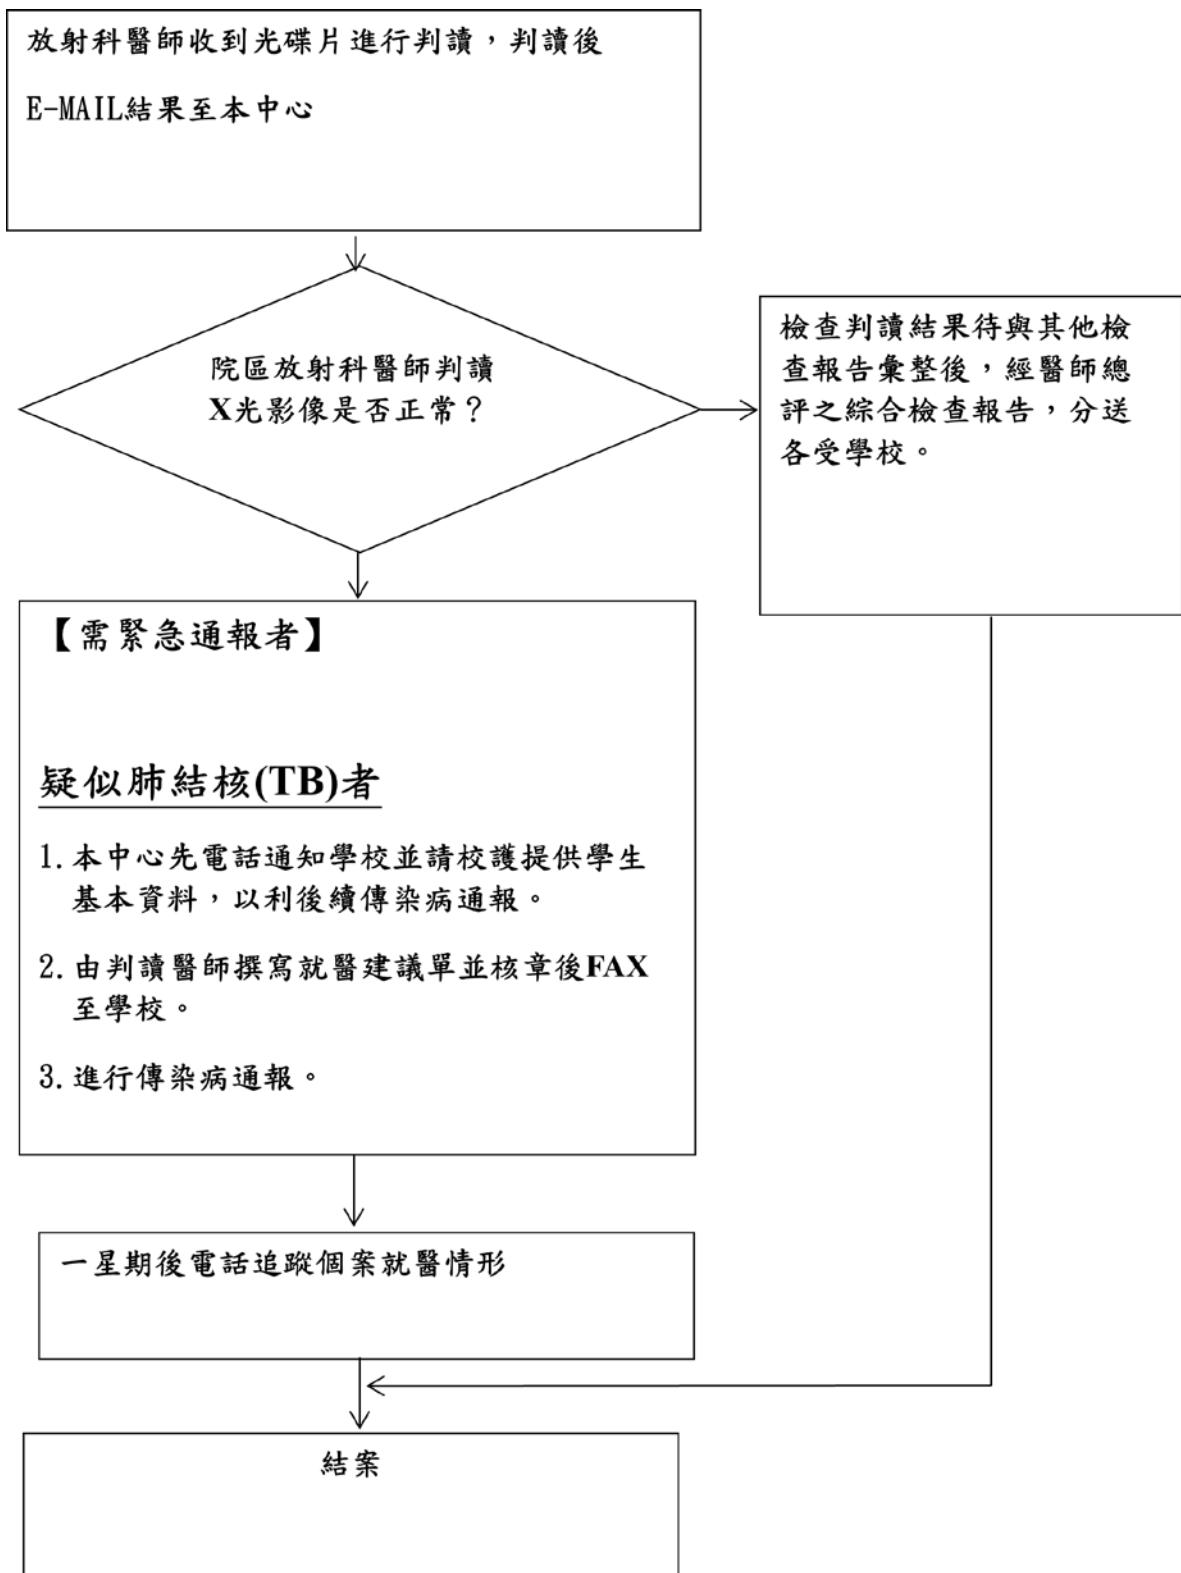 放射科醫師收到光碟片進行判讀，判讀後
E-MAIL結果至本中心
院區放射科醫師判讀
X光影像是否正常？
檢查判讀結果待與其他檢
查報告彙整後，經醫師總
評之綜合檢查報告，分送
各受學校。
【需緊急通報者】
疑似肺結核(TB)者
1.本中心先電話通知學校並請校護提供學生
基本資料，以利後續傳染病通報。
2.由判讀醫師撰寫就醫建議單並核章後FAX
至學校。
3.進行傳染病通報。
一星期後電話追蹤個案就醫情形
結案